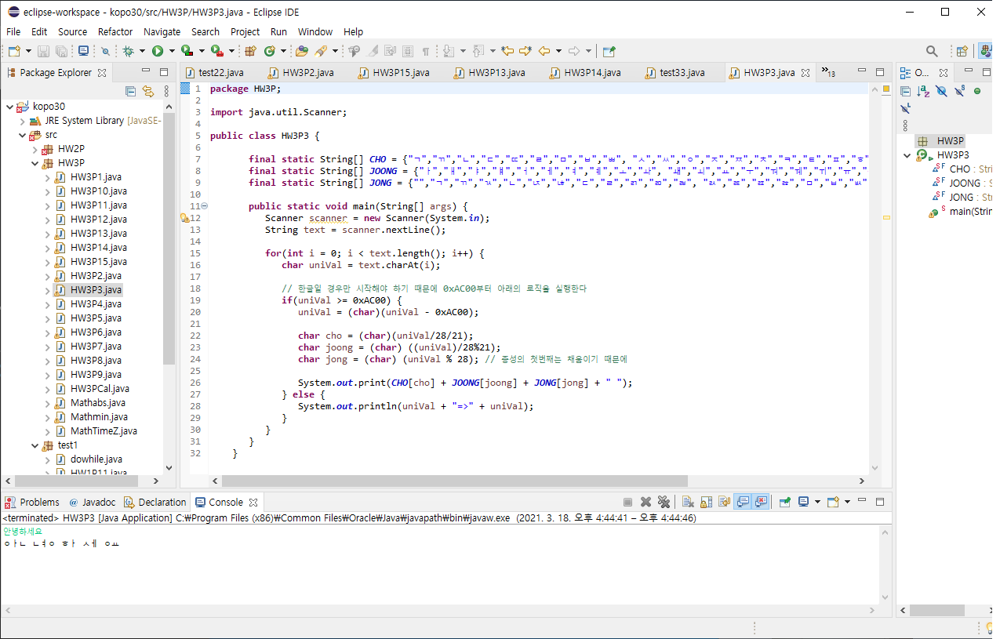 eclipse-workspace - kopo30/src/HW3P/HW3P3.java - Eclipse IDE
File Edit Source Refactor Navigate Search Project Run Window Help
Package Explorer
test22.java HW3P2.java HW3P15.java HW3P13.java HW3P14.java test33.java HW3P3.java 13
O...
kopo30
JRE System Library [JavaSE-
src
HW2P
HW3P
HW3P1.java
HW3P10.java
HW3P11.java
HW3P12.java
HW3P13.java
HW3P14.java
HW3P15.java
HW3P2.java
HW3P3.java
HW3P4.java
HW3P5.java
HW3P6.java
HW3P7.java
HW3P8.java
HW3P9.java
HW3PCal.java
Mathabs.java
Mathmin.java
MathTimeZ.java
test1
dowhile.java
HW1P11.java
1 package HW3P;
2
3 import java.util.Scanner;
4
5 public class HW3P3 {
6
7 final static String[] CHO = {"ㄱ","ㄲ","ㄴ","ㄷ","ㄸ","ㄹ","ㅁ","ㅂ","ㅃ", "ㅅ","ㅆ","ㅇ","ㅈ","ㅉ","ㅊ","ㅋ","ㅌ","ㅍ","ㅎ"
8 final static String[] JOONG = {"ㅏ","ㅐ","ㅑ","ㅒ","ㅓ","ㅔ","ㅕ","ㅖ","ㅗ","ㅘ", "ㅙ","ㅚ","ㅛ","ㅜ","ㅝ","ㅞ","ㅟ","ㅠ",
9 final static String[] JONG = {"","ㄱ","ㄲ","ㄳ","ㄴ","ㄵ","ㄶ","ㄷ","ㄹ","ㄺ","ㄻ","ㄼ", "ㄽ","ㄾ","ㄿ","ㅀ","ㅁ","ㅂ","ㅄ"
10
11 public static void main(String[] args) {
12 Scanner scanner = new Scanner(System.in);
13 String text = scanner.nextLine();
14
15 for(int i = 0; i < text.length(); i++) {
16 char uniVal = text.charAt(i);
17
18 // 한글일 경우만 시작해야 하기 때문에 0xAC00부터 아래의 로직을 실행한다
19 if(uniVal >= 0xAC00) {
20 uniVal = (char)(uniVal - 0xAC00);
21
22 char cho = (char)(uniVal/28/21);
23 char joong = (char) ((uniVal)/28%21);
24 char jong = (char) (uniVal % 28); // 종성의 첫번째는 채움이기 때문에
25
26 System.out.print(CHO[cho] + JOONG[joong] + JONG[jong] + " ");
27 } else {
28 System.out.println(uniVal + "=>" + uniVal);
29 }
30 }
31 }
32 }
HW3P
HW3P3
CHO : Stri
JOONG :
JONG : St
main(Strin
Problems Javadoc Declaration Console
<terminated> HW3P3 [Java Application] C:₩Program Files (x86)₩Common Files₩Oracle₩Java₩javapath₩bin₩javaw.exe (2021. 3. 18. 오후 4:44:41 – 오후 4:44:46)
안녕하세요
ㅇㅏㄴ ㄴㅕㅇ ㅎㅏ ㅅㅔ ㅇㅛ